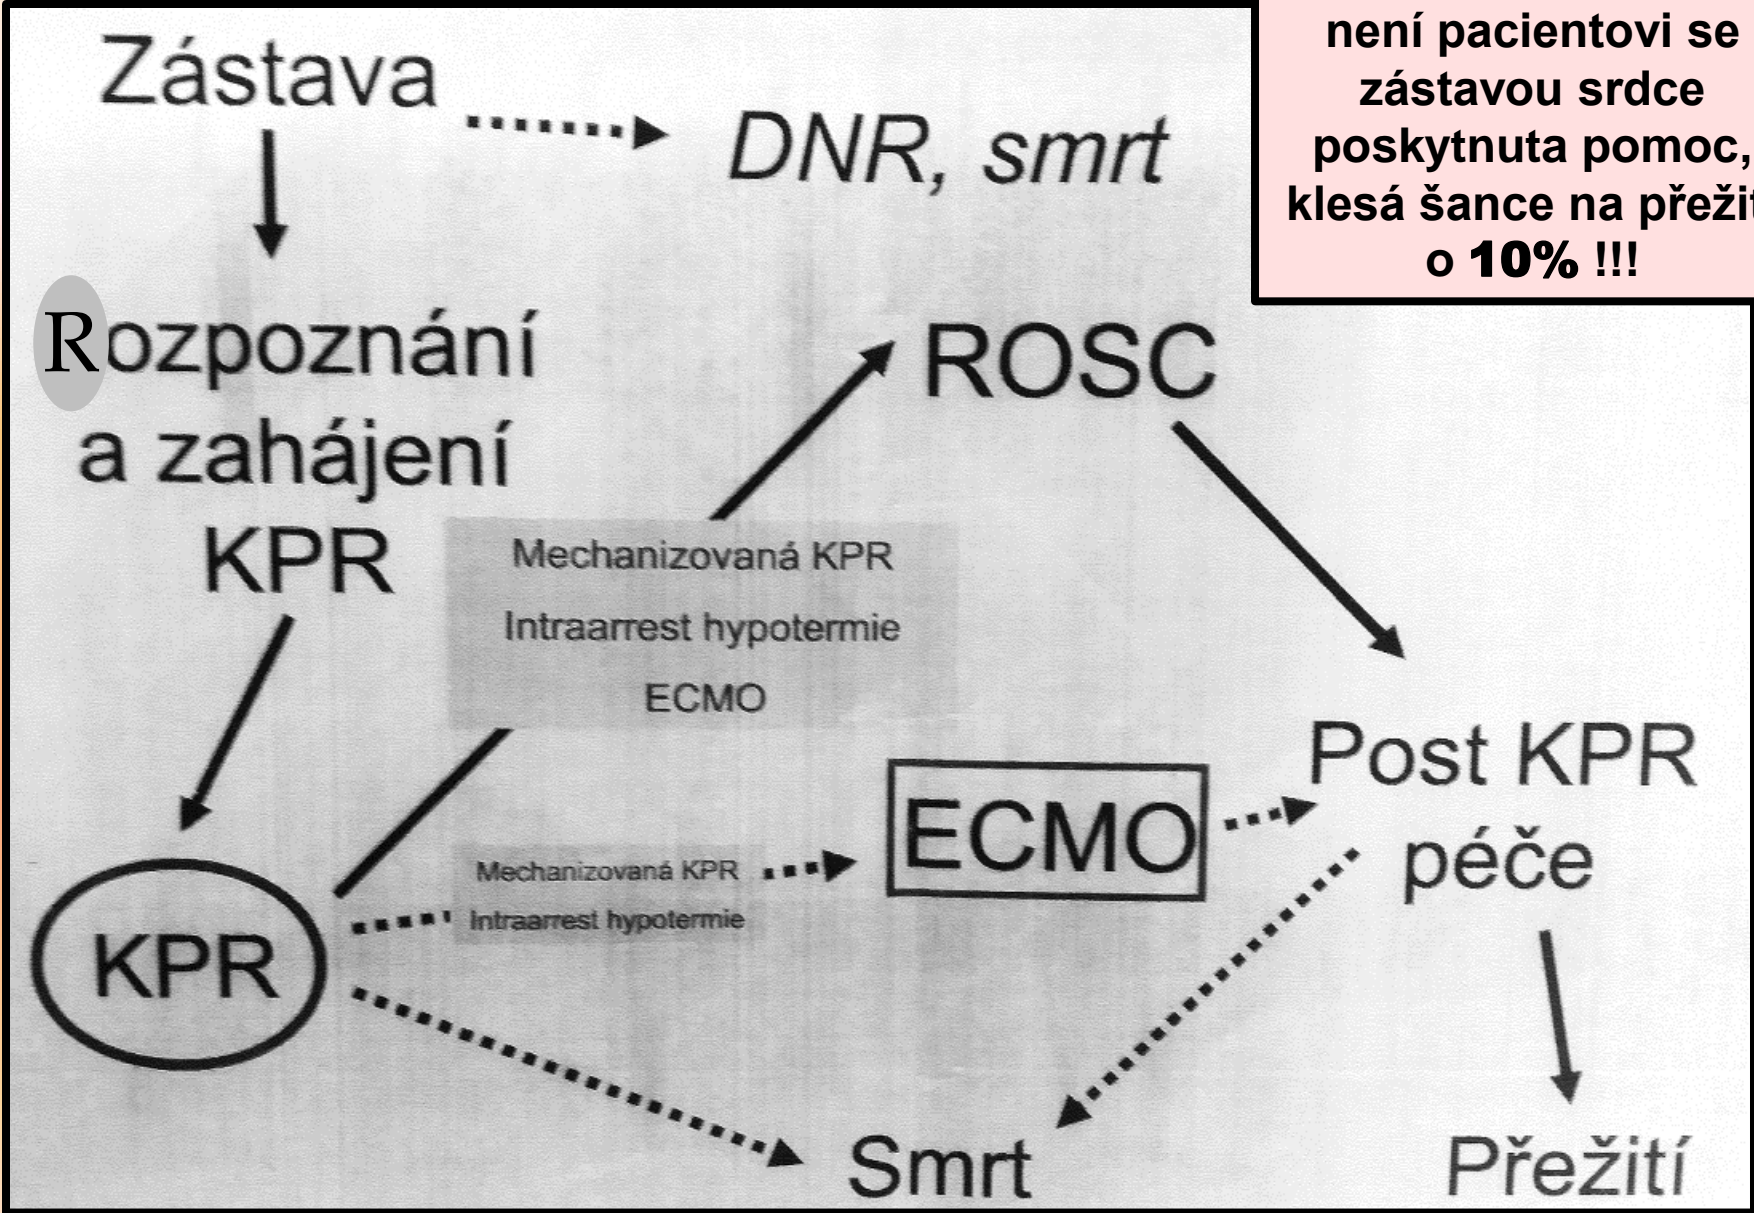 Zástava
DNR, smrt
není pacientovi se
zástavou srdce
poskytnuta pomoc,
klesá šance na
o 10% !!!
Rozpoznání
a zahájení
KPR
ROSC
Mechanizovaná KPR
Intraarrest hypotermie
ECMO
Mechanizovaná KPR
Intraarrest hypotermie
ECMO
Post KPR
péče
KPR
Smrt
Přežití